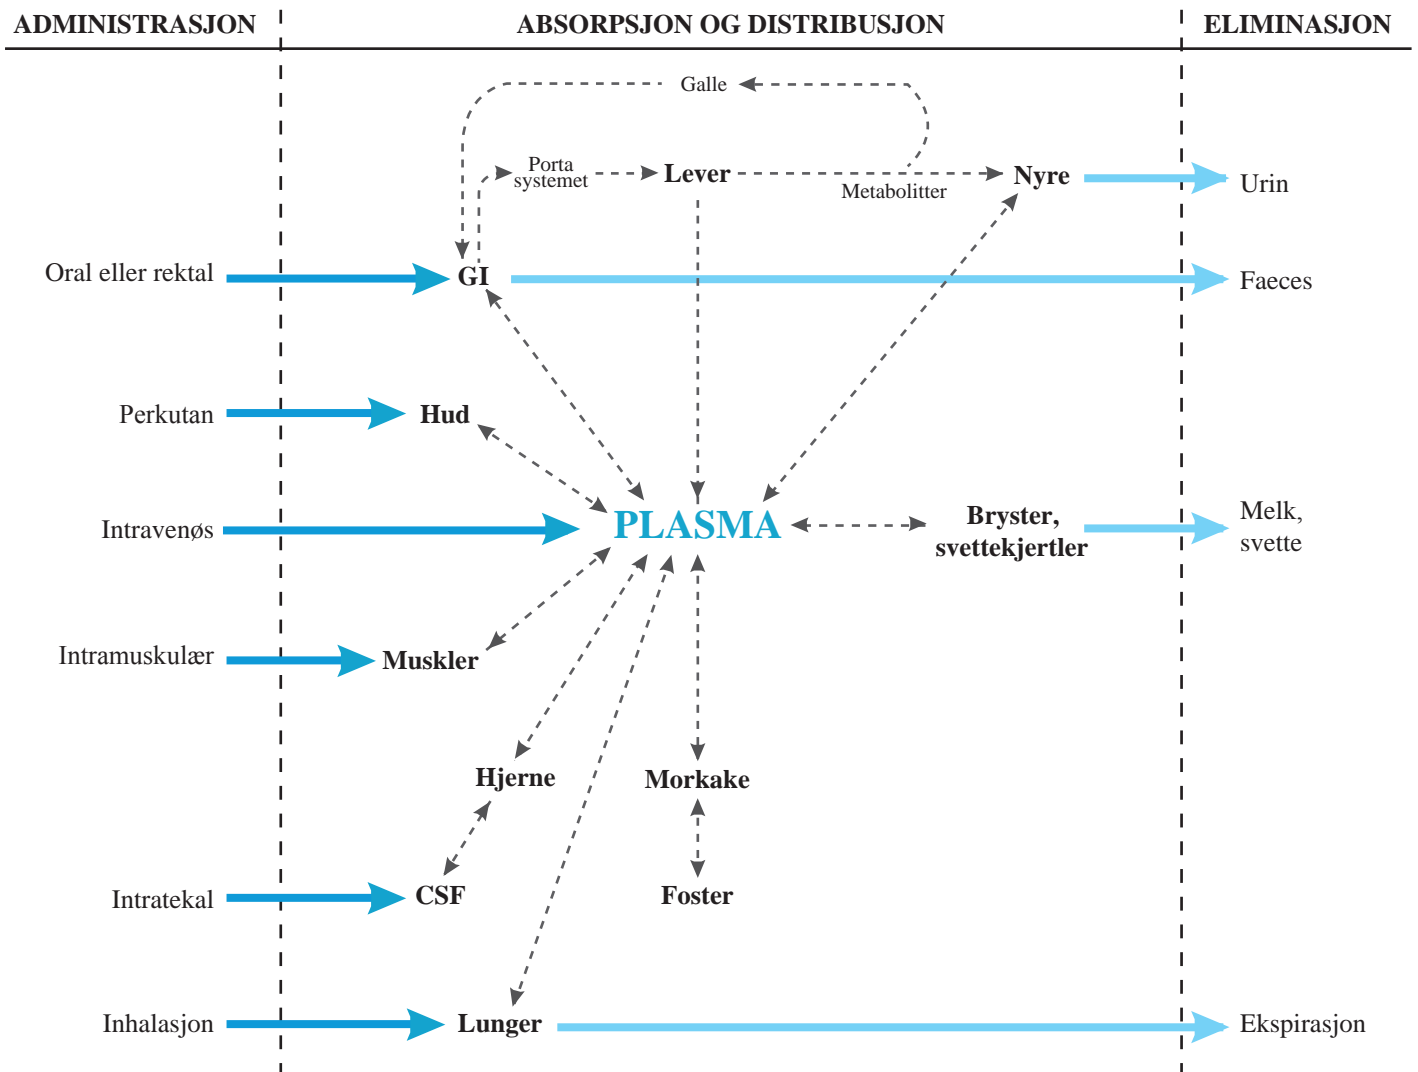 ADMINISTRASJON
ABSORPSJON OG DISTRIBUSJON
ELIMINASJON
Galle
Porta
systemet
Lever
Metabolitter
Nyre
Urin
Oral eller rektal
GI
Faeces
Perkutan
Hud
Intravenøs
PLASMA
Bryster,
svettekjertler
Melk,
svette
Intramuskulær
Muskler
Hjerne
Morkake
Intratekal
CSF
Foster
Inhalasjon
Lunger
Ekspirasjon